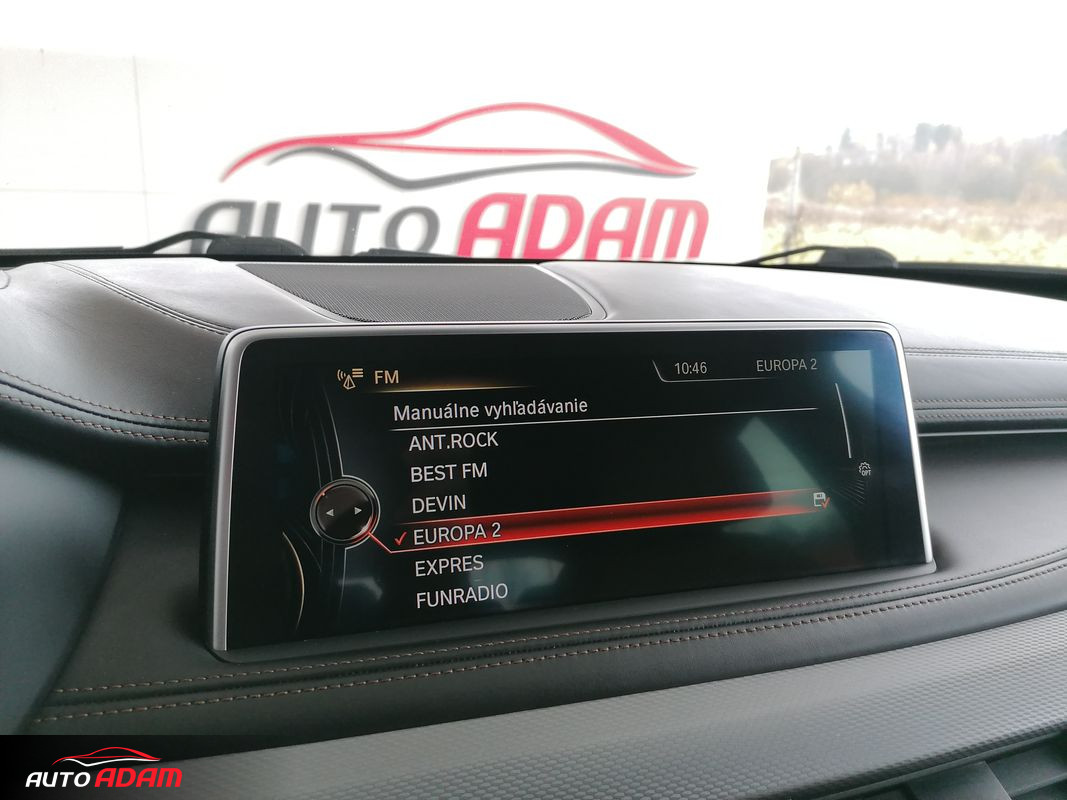 AUTO ADAM
FM
10:46
EUROPA 2
Manuálne vyhľadávanie
ANT.ROCK
BEST FM
DEVIN
EUROPA 2
EXPRES
FUNRADIO
OPT
AUTO ADAM